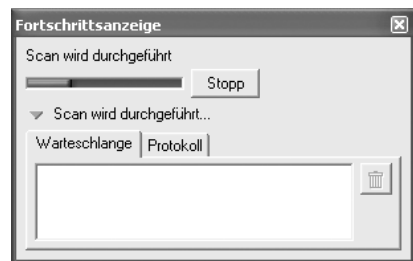 Fortschrittsanzeige
Scan wird durchgeführt
Stopp
Scan wird durchgeführt...
Warteschlange Protokoll